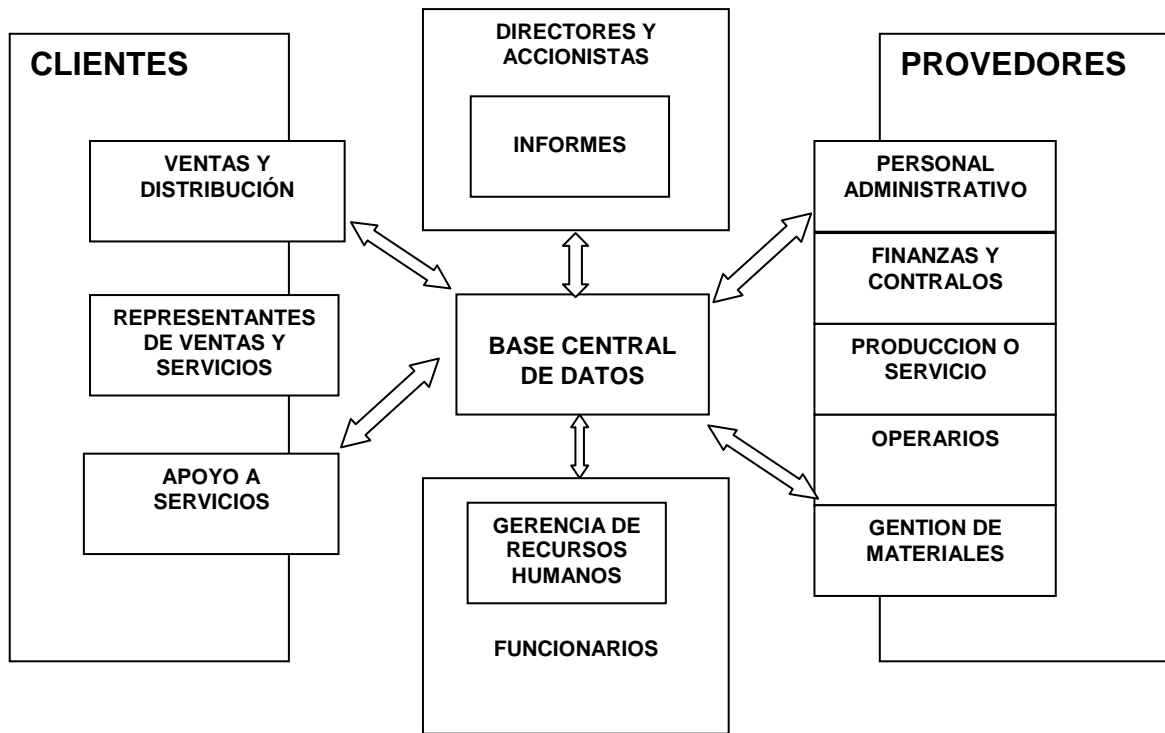 CLIENTES
VENTAS Y
DISTRIBUCIÓN
REPRESENTANTES
DE VENTAS Y
SERVICIOS
APOYO A
SERVICIOS
DIRECTORES Y
ACCIONISTAS
INFORMES
BASE CENTRAL
DE DATOS
GERENCIA DE
RECURSOS
HUMANOS
FUNCIONARIOS
PROVEDORES
PERSONAL
ADMINISTRATIVO
FINANZAS Y
CONTRALOS
PRODUCCION O
SERVICIO
OPERARIOS
GENTION DE
MATERIALES